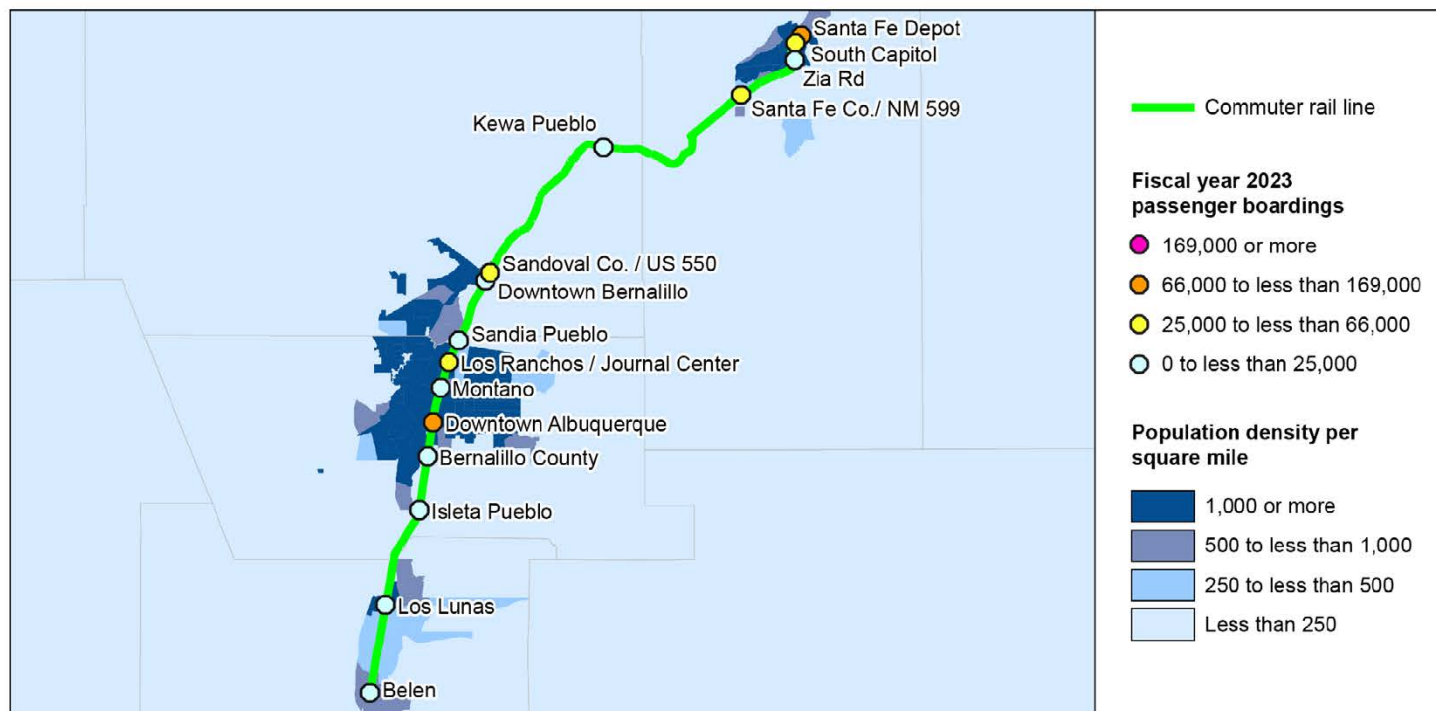 Santa Fe Depot
South Capitol
Zia Rd
Santa Fe Co./ NM 599
Kewa Pueblo
Sandoval Co. / US 550
Downtown Bernalillo
Sandia Pueblo
Los Ranchos / Journal Center
Montano
Downtown Albuquerque
Bernalillo County
Isleta Pueblo
Los Lunas
Belen
Commuter rail line
Fiscal year 2023
passenger boardings
169,000 or more
66,000 to less than 169,000
25,000 to less than 66,000
0 to less than 25,000
Population density per
square mile
1,000 or more
500 to less than 1,000
250 to less than 500
Less than 250